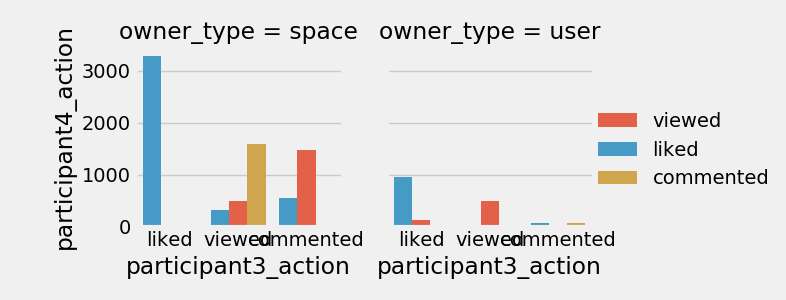 owner_type = space
owner_type = user
participant4_action
3000
2000
1000
0
liked
viewed
commented
liked
viewed
commented
participant3_action
participant3_action
viewed
liked
commented